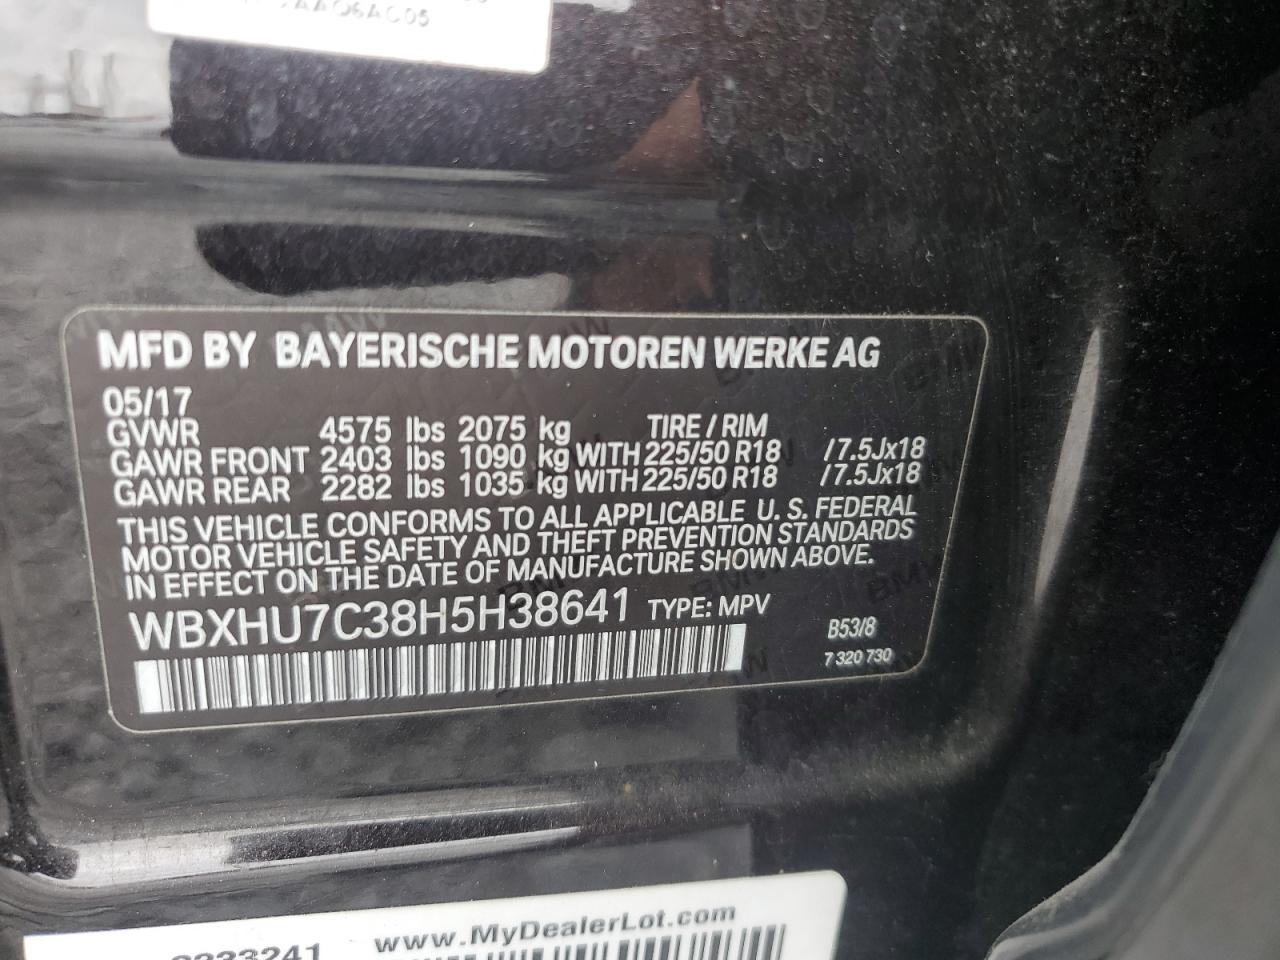 MFD BY BAYERISCHE MOTOREN WERKE AG
05/17
GVWR 4575 lbs 2075 kg TIRE / RIM
GAWR FRONT 2403 lbs 1090 kg WITH 225/50 R18 /7.5Jx18
GAWR REAR 2282 lbs 1035 kg WITH 225/50 R18 /7.5Jx18
THIS VEHICLE CONFORMS TO ALL APPLICABLE U. S. FEDERAL
MOTOR VEHICLE SAFETY AND THEFT PREVENTION STANDARDS
IN EFFECT ON THE DATE OF MANUFACTURE SHOWN ABOVE.
WBXHU7C38H5H38641 TYPE: MPV
B53/8
7 320 730
www.MyDealerLot.com